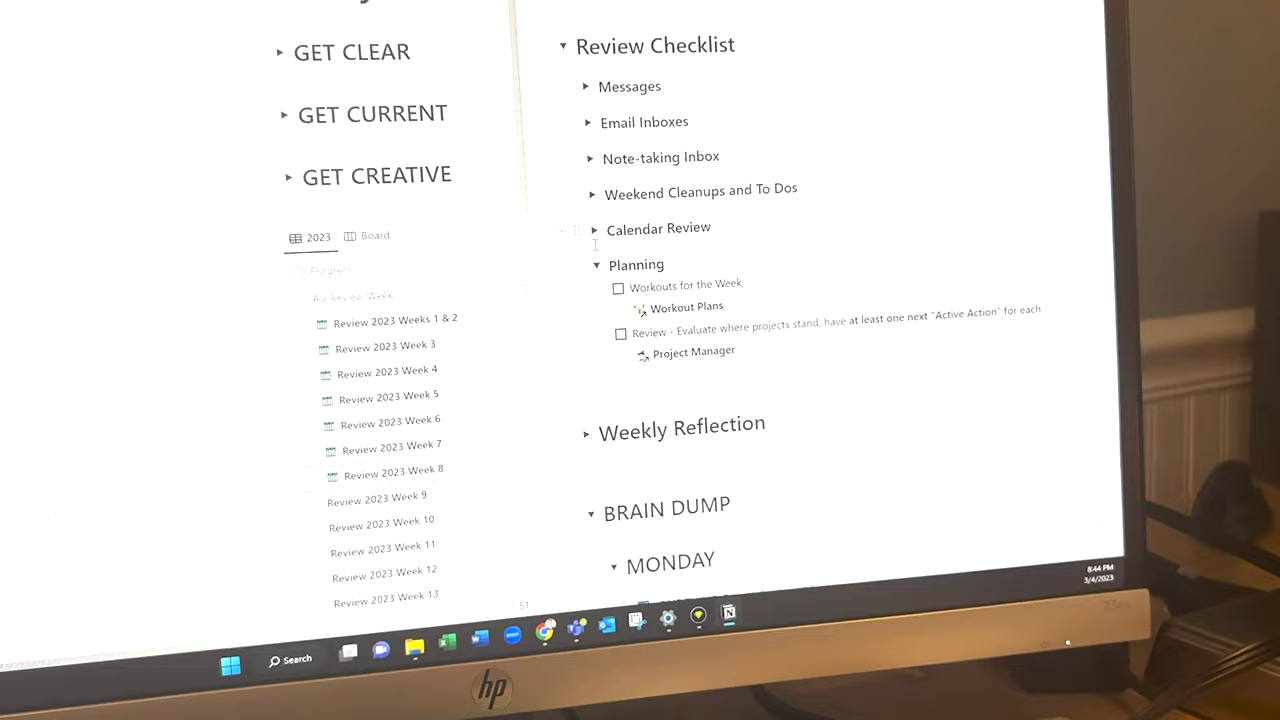 GET CLEAR
GET CURRENT
GET CREATIVE
2023 Board
Progress
Aa Review Week
Review 2023 Weeks 1 & 2
Review 2023 Week 3
Review 2023 Week 4
Review 2023 Week 5
Review 2023 Week 6
Review 2023 Week 7
Review 2023 Week 8
Review 2023 Week 9
Review 2023 Week 10
Review 2023 Week 11
Review 2023 Week 12
Review 2023 Week 13
51
Review Checklist
Messages
Email Inboxes
Note-taking Inbox
Weekend Cleanups and To Dos
Calendar Review
Planning
Workouts for the Week
Workout Plans
Review - Evaluate where projects stand, have at least one next "Active Action" for each
Project Manager
Weekly Reflection
BRAIN DUMP
MONDAY
Search
8:44 PM
3/4/2023
hp